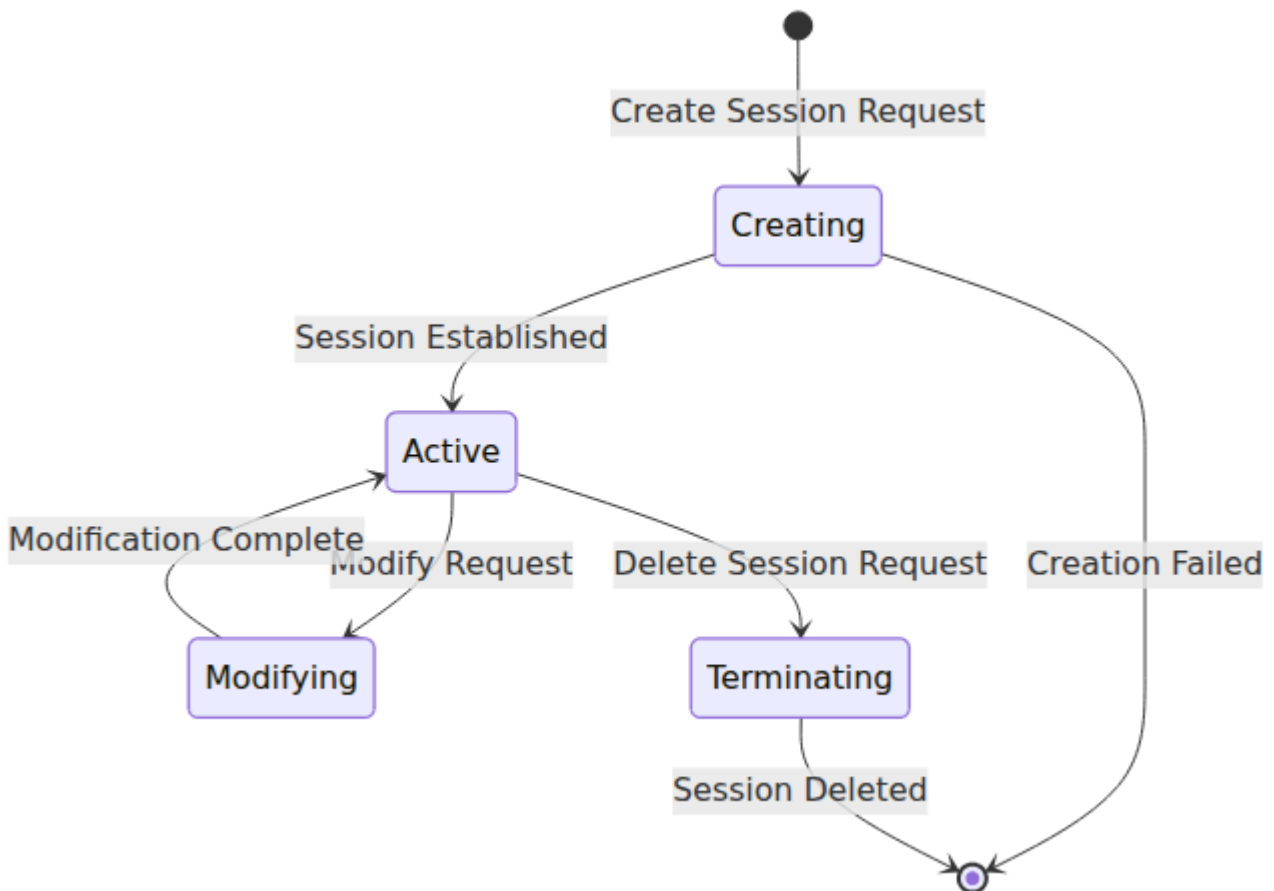 Create Session Request
Creating
Session Established
Active
Modification Complete
Modify Request
Delete Session Request
Creation Failed
Modifying
Terminating
Session Deleted